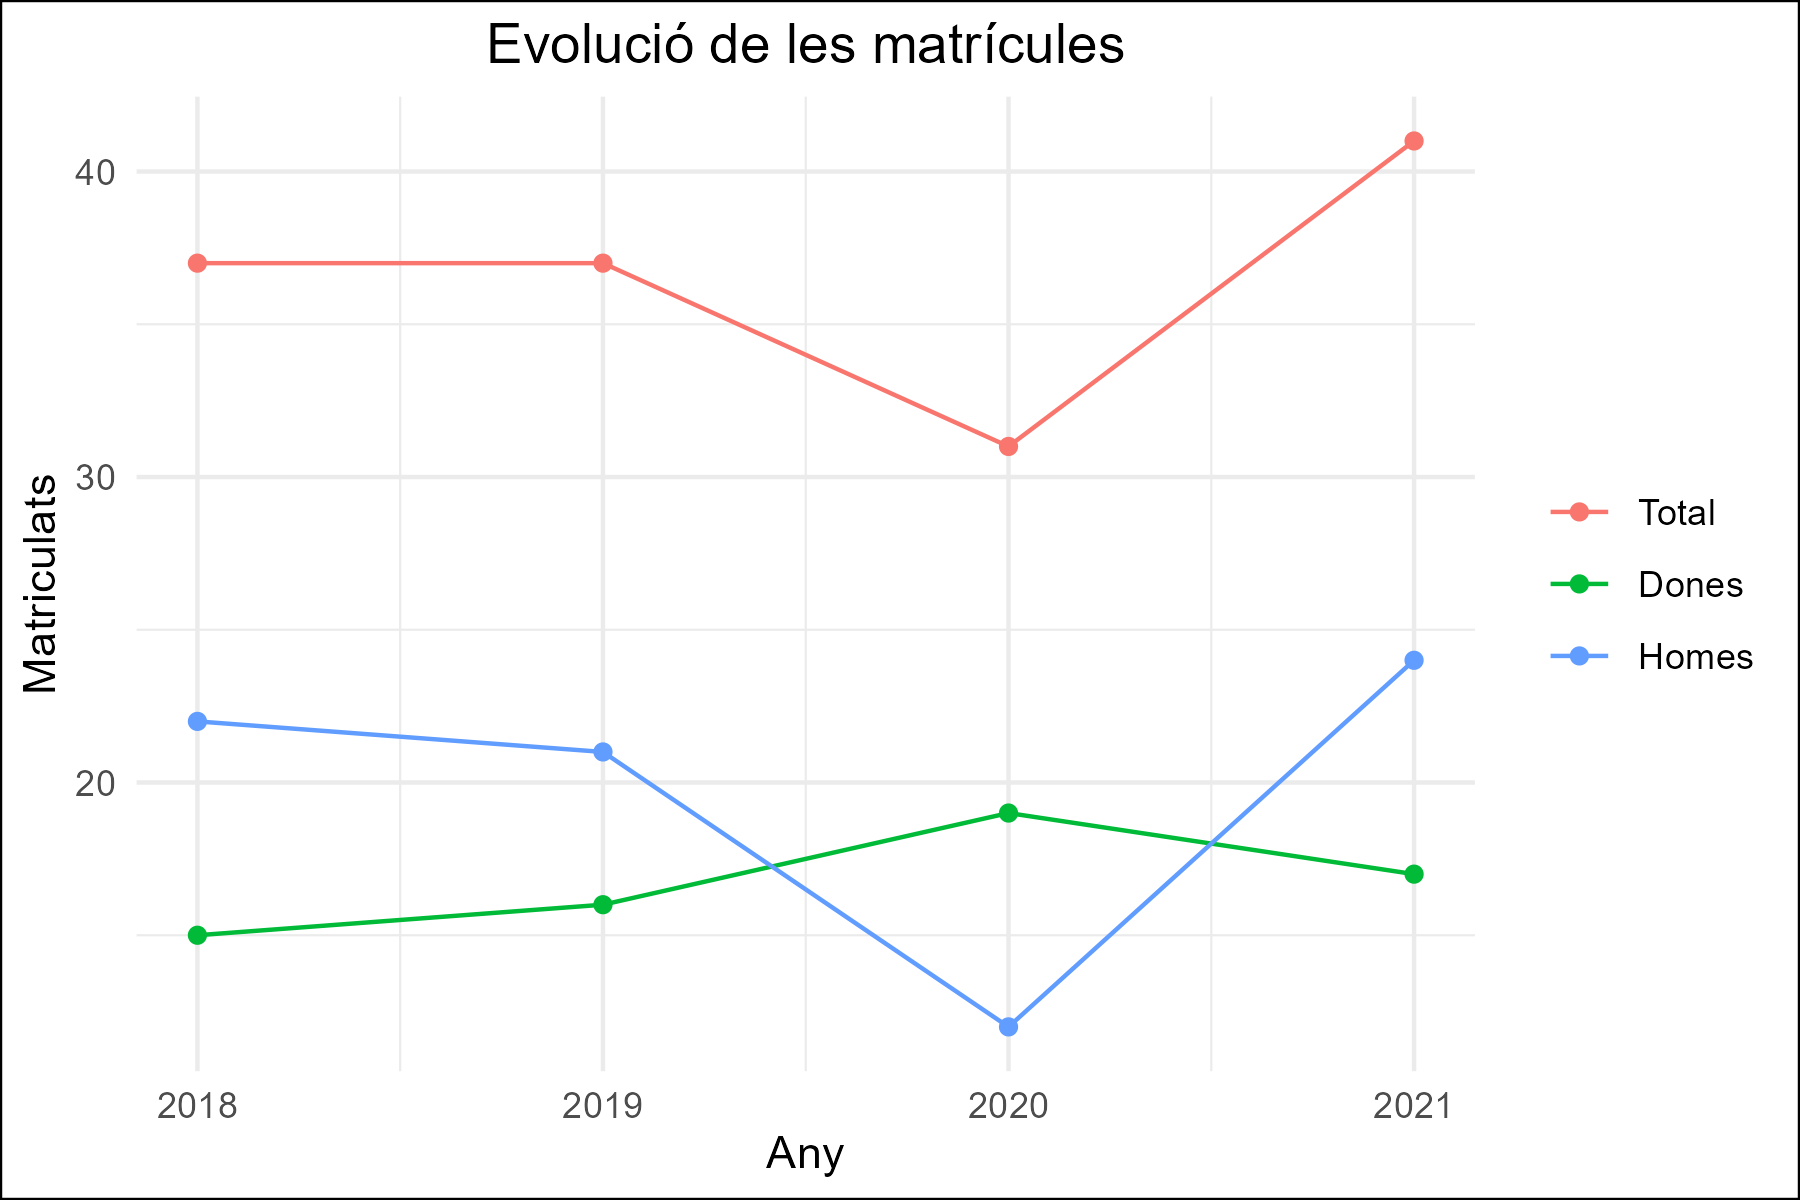 Evolució de les matrícules
Matriculats
40
30
20
2018
2019
2020
2021
Any
Total
Dones
Homes